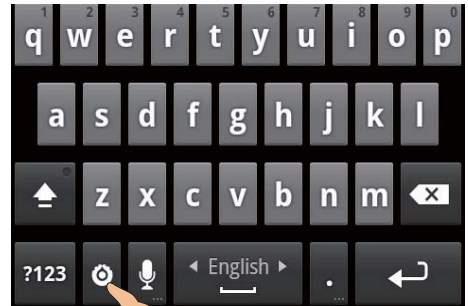 1 2 3 4 5 6 7 8 9 0
q w e r t y u i o p
a s d f g h j k l
z x c v b n m
?123 English .